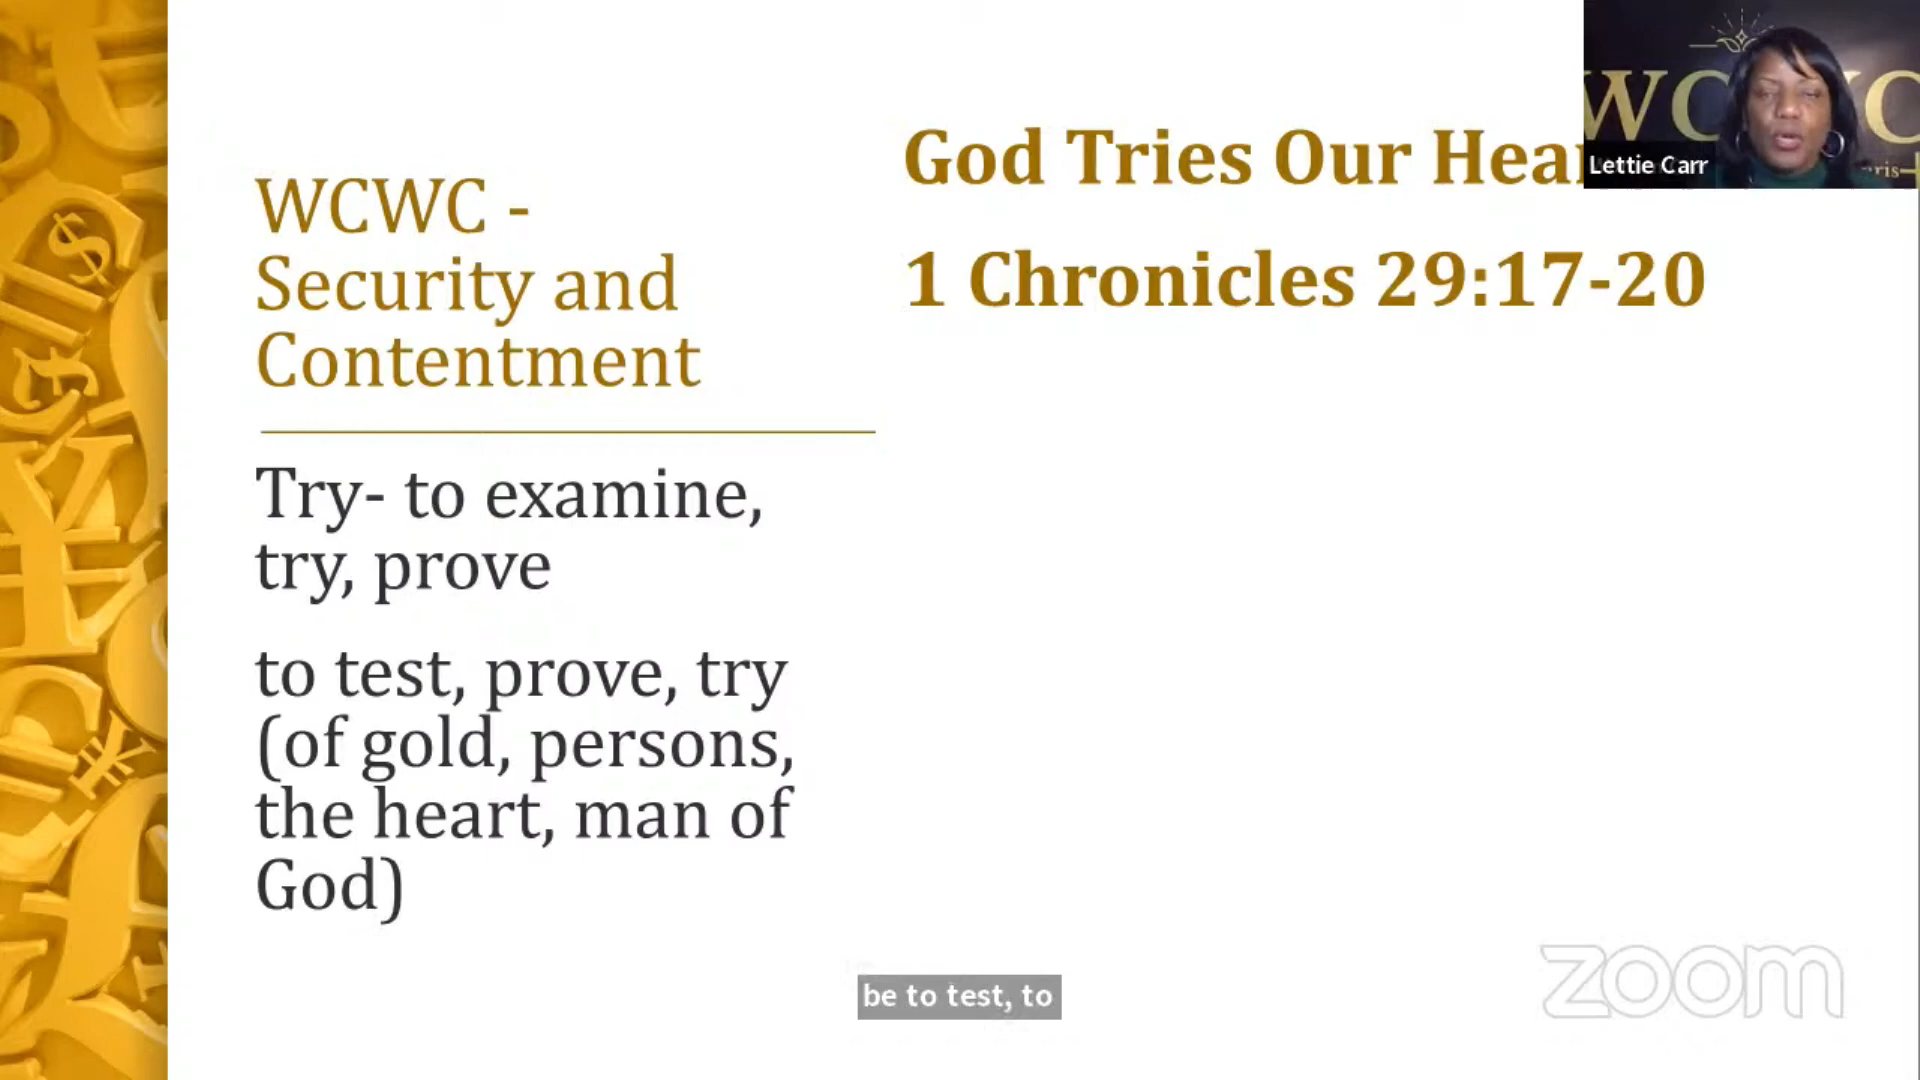 WCWC -
Security and
Contentment
Try- to examine,
try, prove
to test, prove, try
(of gold, persons,
the heart, man of
God)
God Tries Our Hea
1 Chronicles 29:17-20
Lettie Carr
be to test, to
zoom